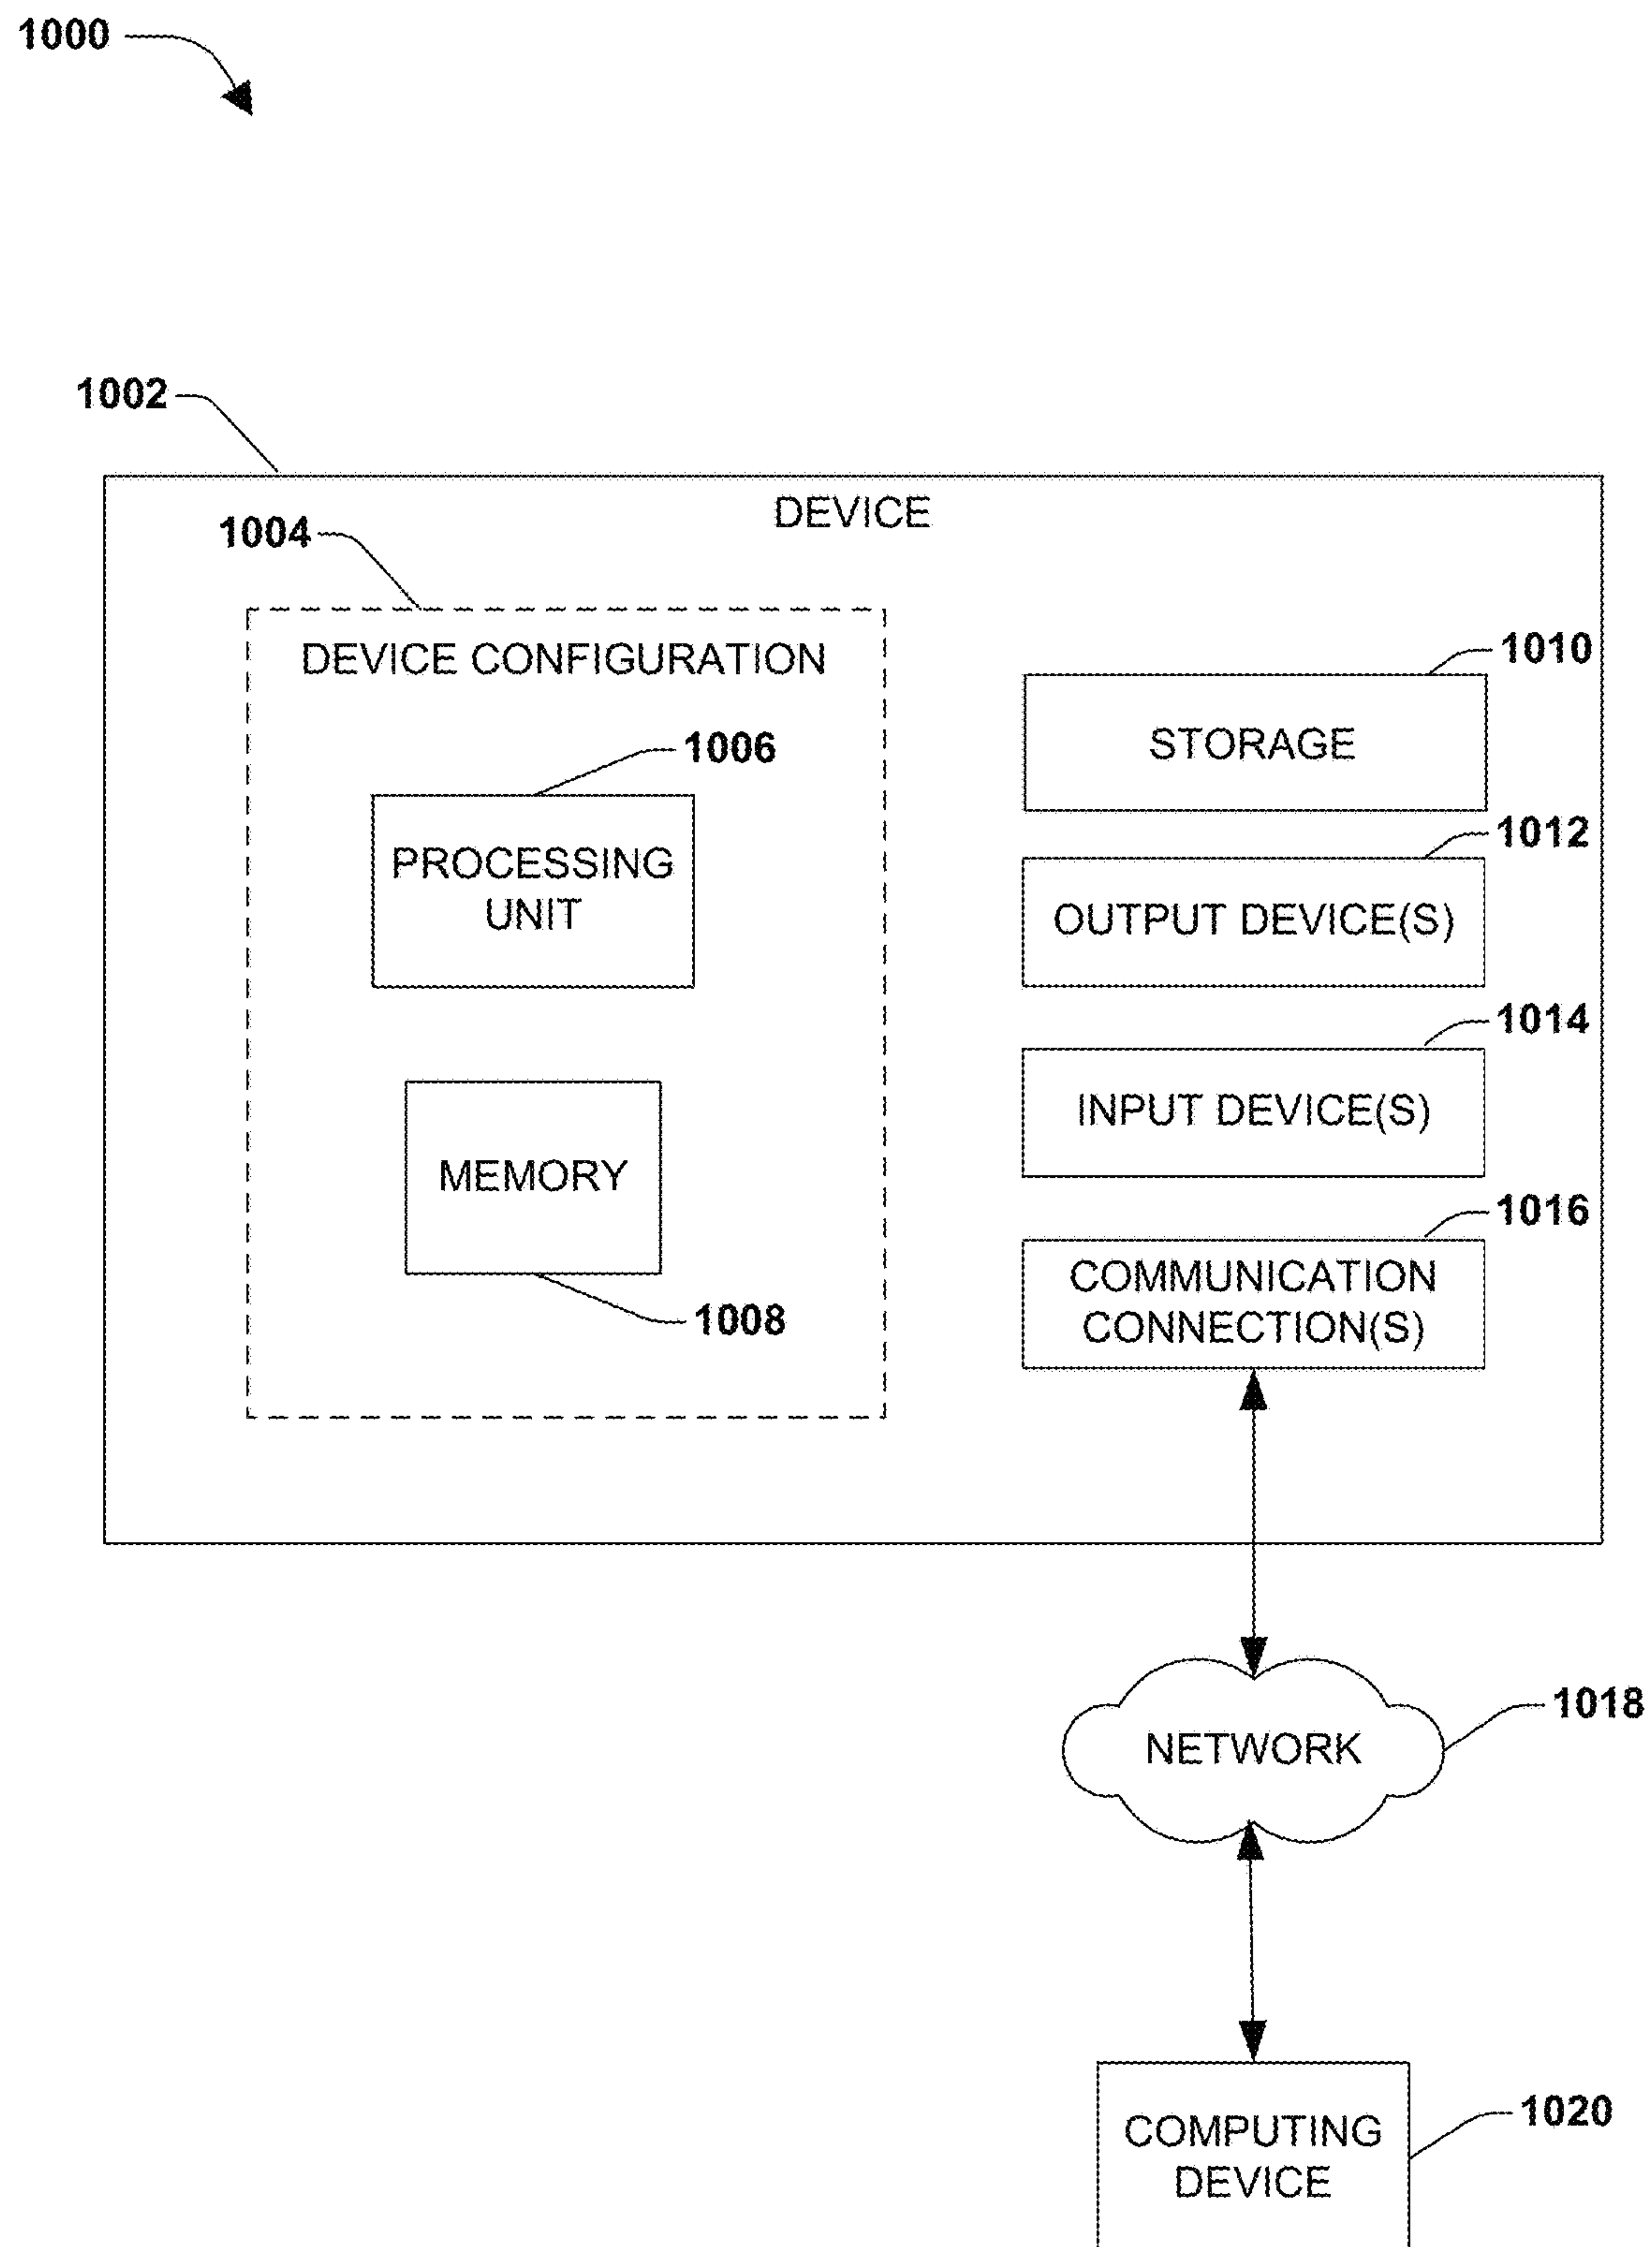 1000
1002
DEVICE
1004
DEVICE CONFIGURATION
1006
PROCESSING
UNIT
MEMORY
1008
1010
STORAGE
1012
OUTPUT DEVICE(S)
1014
INPUT DEVICE(S)
1016
COMMUNICATION
CONNECTION(S)
1018
NETWORK
1020
COMPUTING
DEVICE